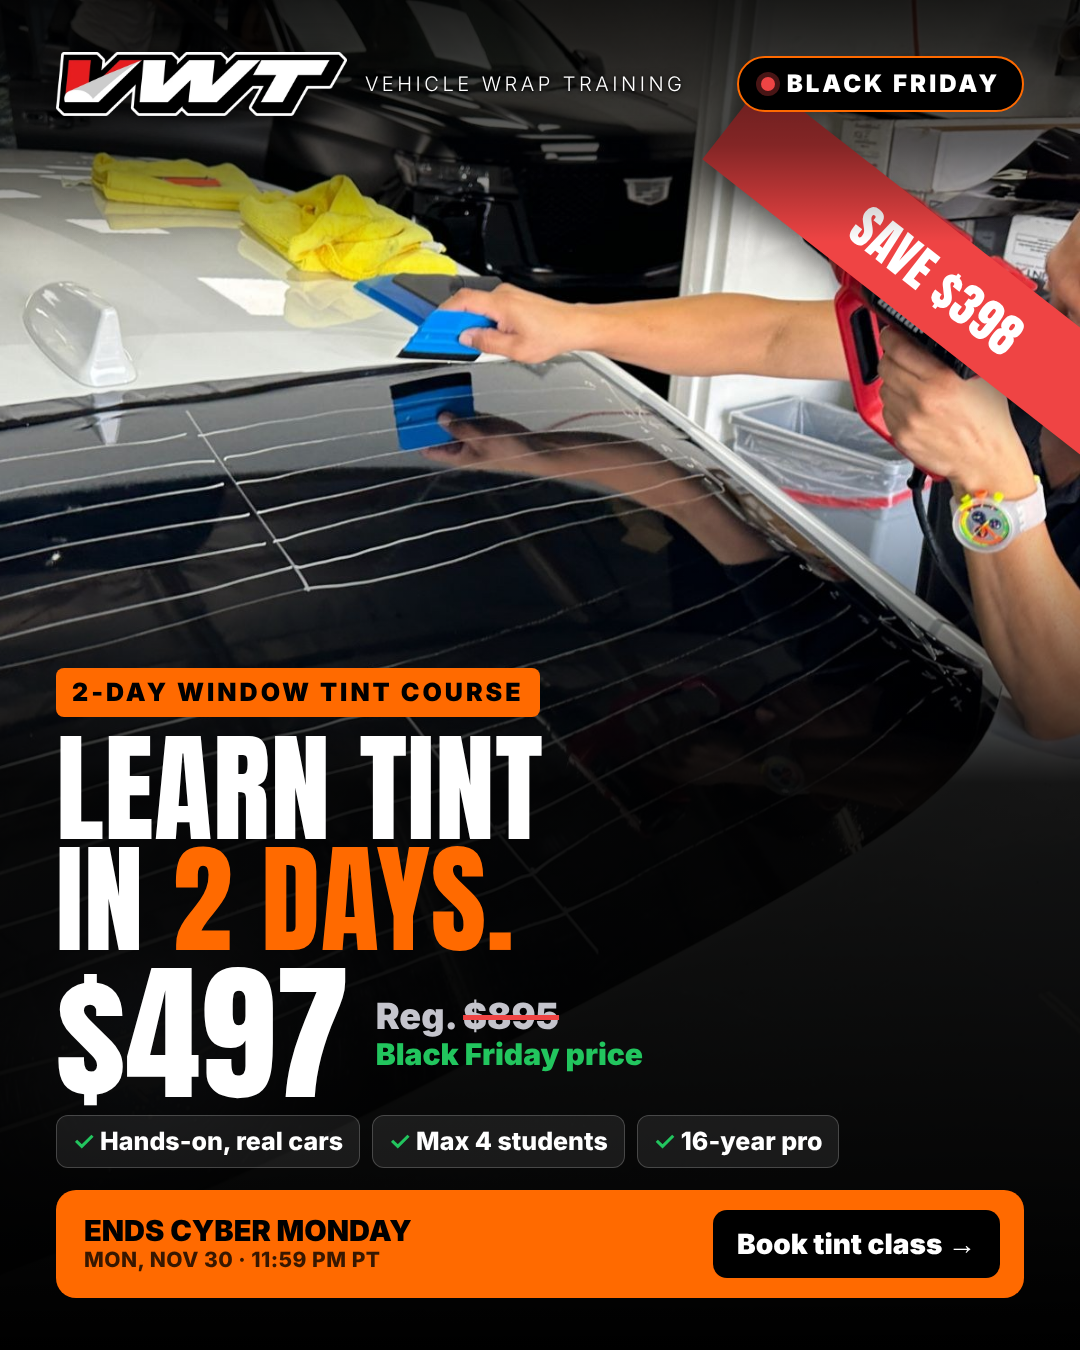 VWT VEHICLE WRAP TRAINING
BLACK FRIDAY
SAVE $398
2-DAY WINDOW TINT COURSE
LEARN TINT
IN 2 DAYS.
$497
Reg. $895
Black Friday price
✓ Hands-on, real cars
✓ Max 4 students
✓ 16-year pro
ENDS CYBER MONDAY
MON, NOV 30 · 11:59 PM PT
Book tint class →